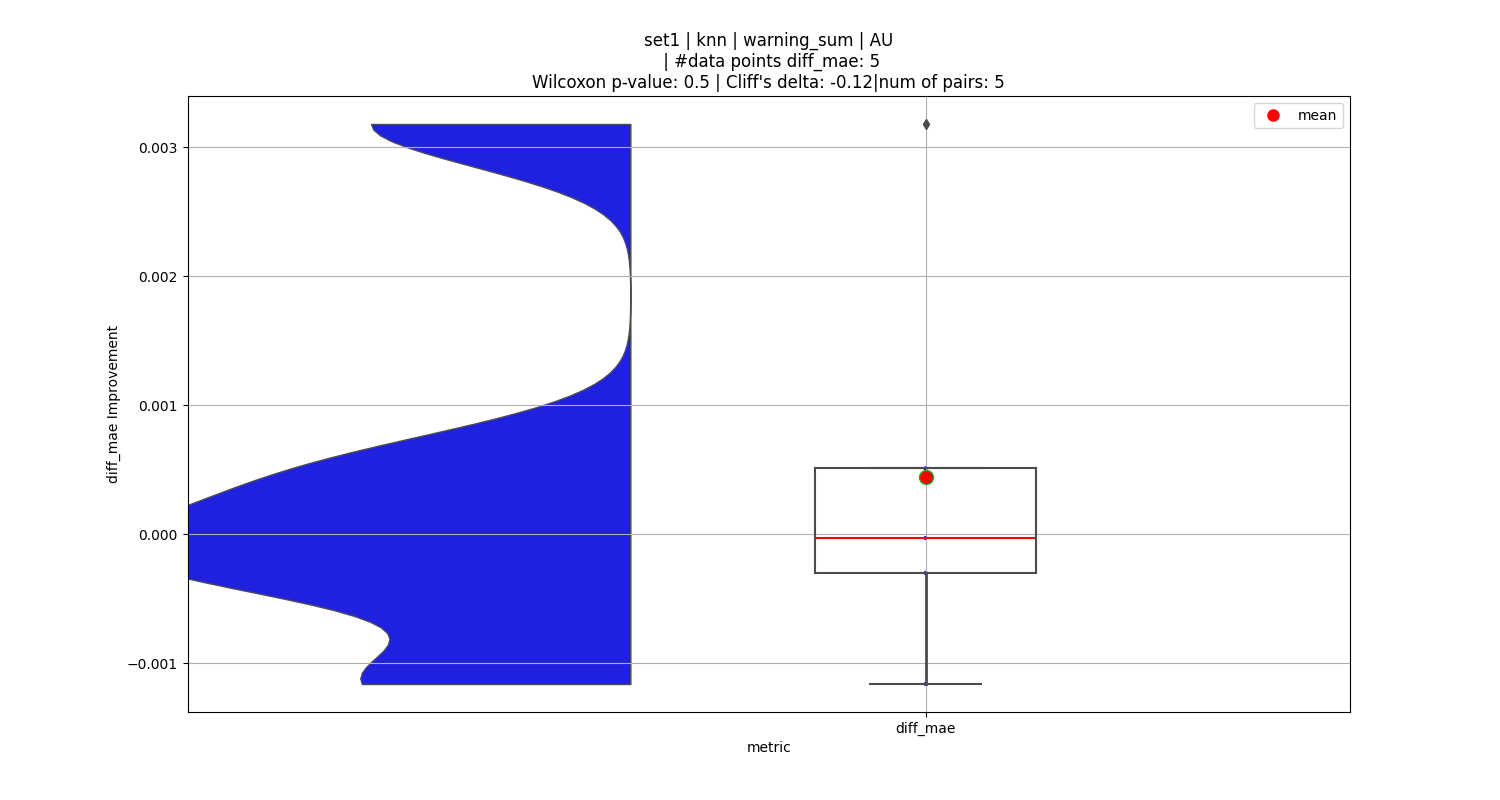 set1 | knn | warning_sum | AU
| #data points diff_mae: 5
Wilcoxon p-value: 0.5 | Cliff's delta: -0.12|num of pairs: 5
mean
0.003
0.002
0.001
0.000
−0.001
diff_mae Improvement
diff_mae
metric